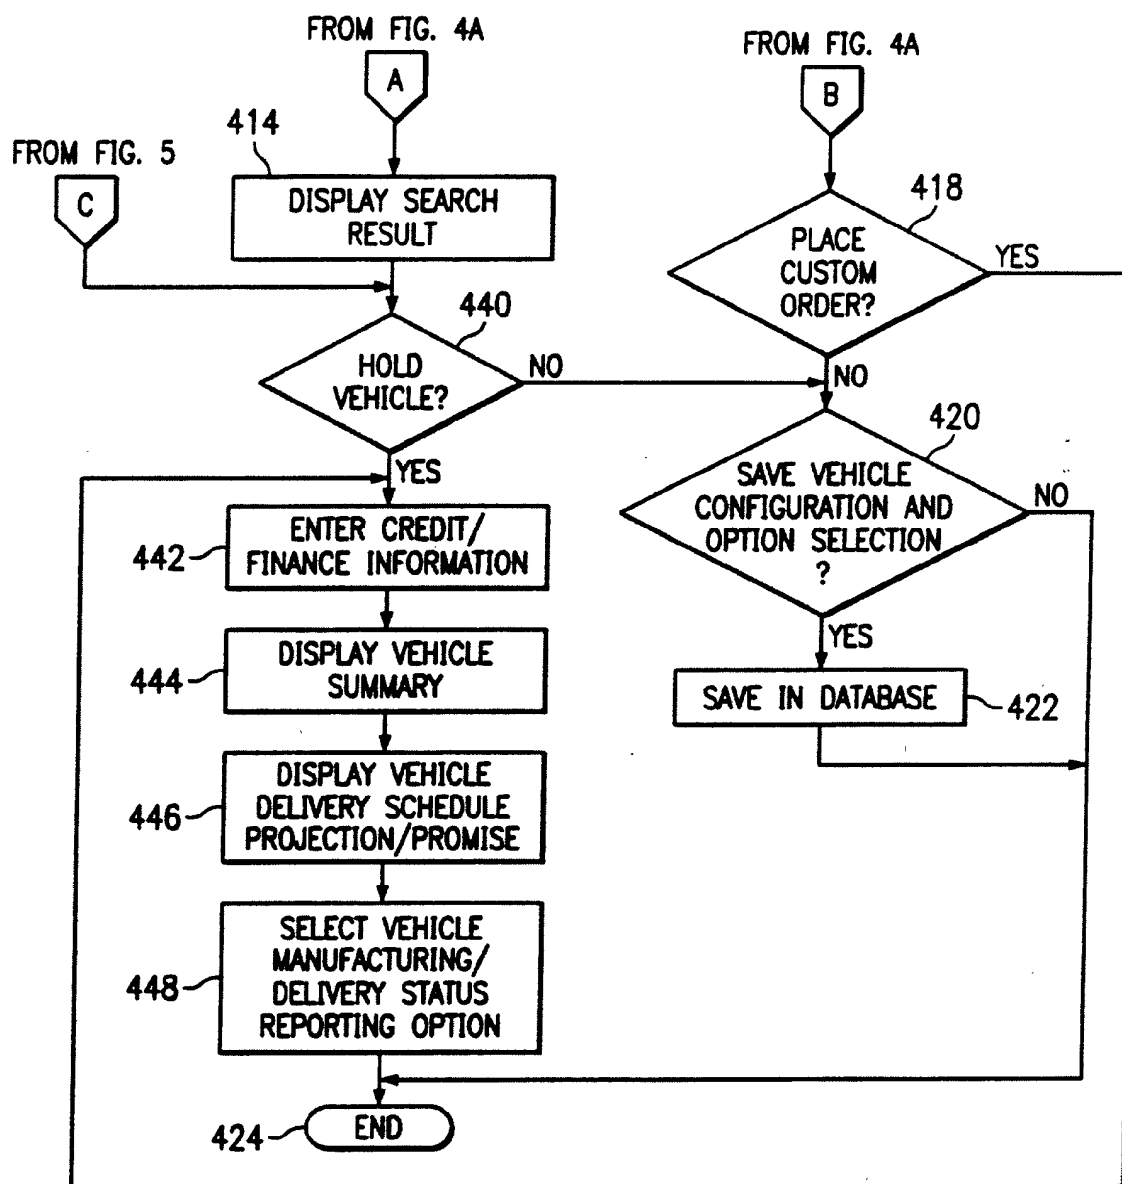 FROM FIG. 4A
A
FROM FIG. 4A
B
414
FROM FIG. 5
C
DISPLAY SEARCH
RESULT
418
PLACE
CUSTOM
ORDER?
YES
440
HOLD
VEHICLE?
NO
NO
YES
420
SAVE VEHICLE
CONFIGURATION AND
OPTION SELECTION
?
NO
YES
442
ENTER CREDIT/
FINANCE INFORMATION
444
DISPLAY VEHICLE
SUMMARY
SAVE IN DATABASE
422
446
DISPLAY VEHICLE
DELIVERY SCHEDULE
PROJECTION/PROMISE
448
SELECT VEHICLE
MANUFACTURING/
DELIVERY STATUS
REPORTING OPTION
424
END